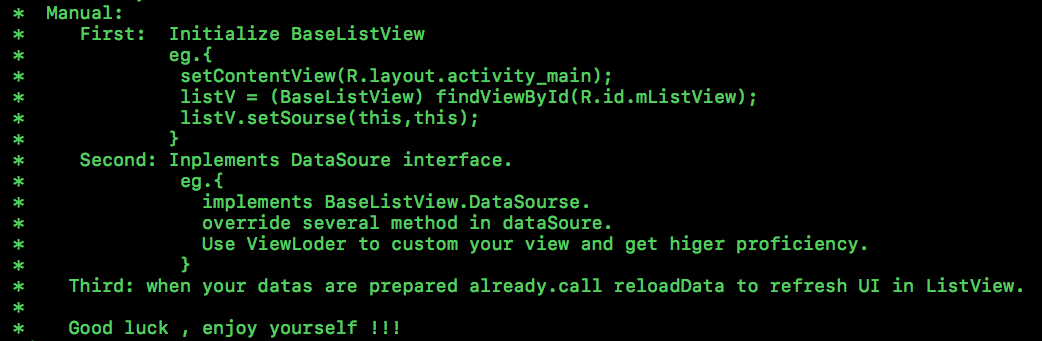 * Manual:
* First: Initialize BaseListView
* eg.{
* setContentView(R.layout.activity_main);
* listV = (BaseListView) findViewById(R.id.mListView);
* listV.setSourse(this,this);
* }
* Second: Inplements DataSoure interface.
* eg.{
* implements BaseListView.DataSourse.
* override several method in dataSoure.
* Use ViewLoder to custom your view and get higer proficiency.
* }
* Third: when your datas are prepared already.call reloadData to refresh UI in ListView.
*
* Good luck , enjoy yourself !!!